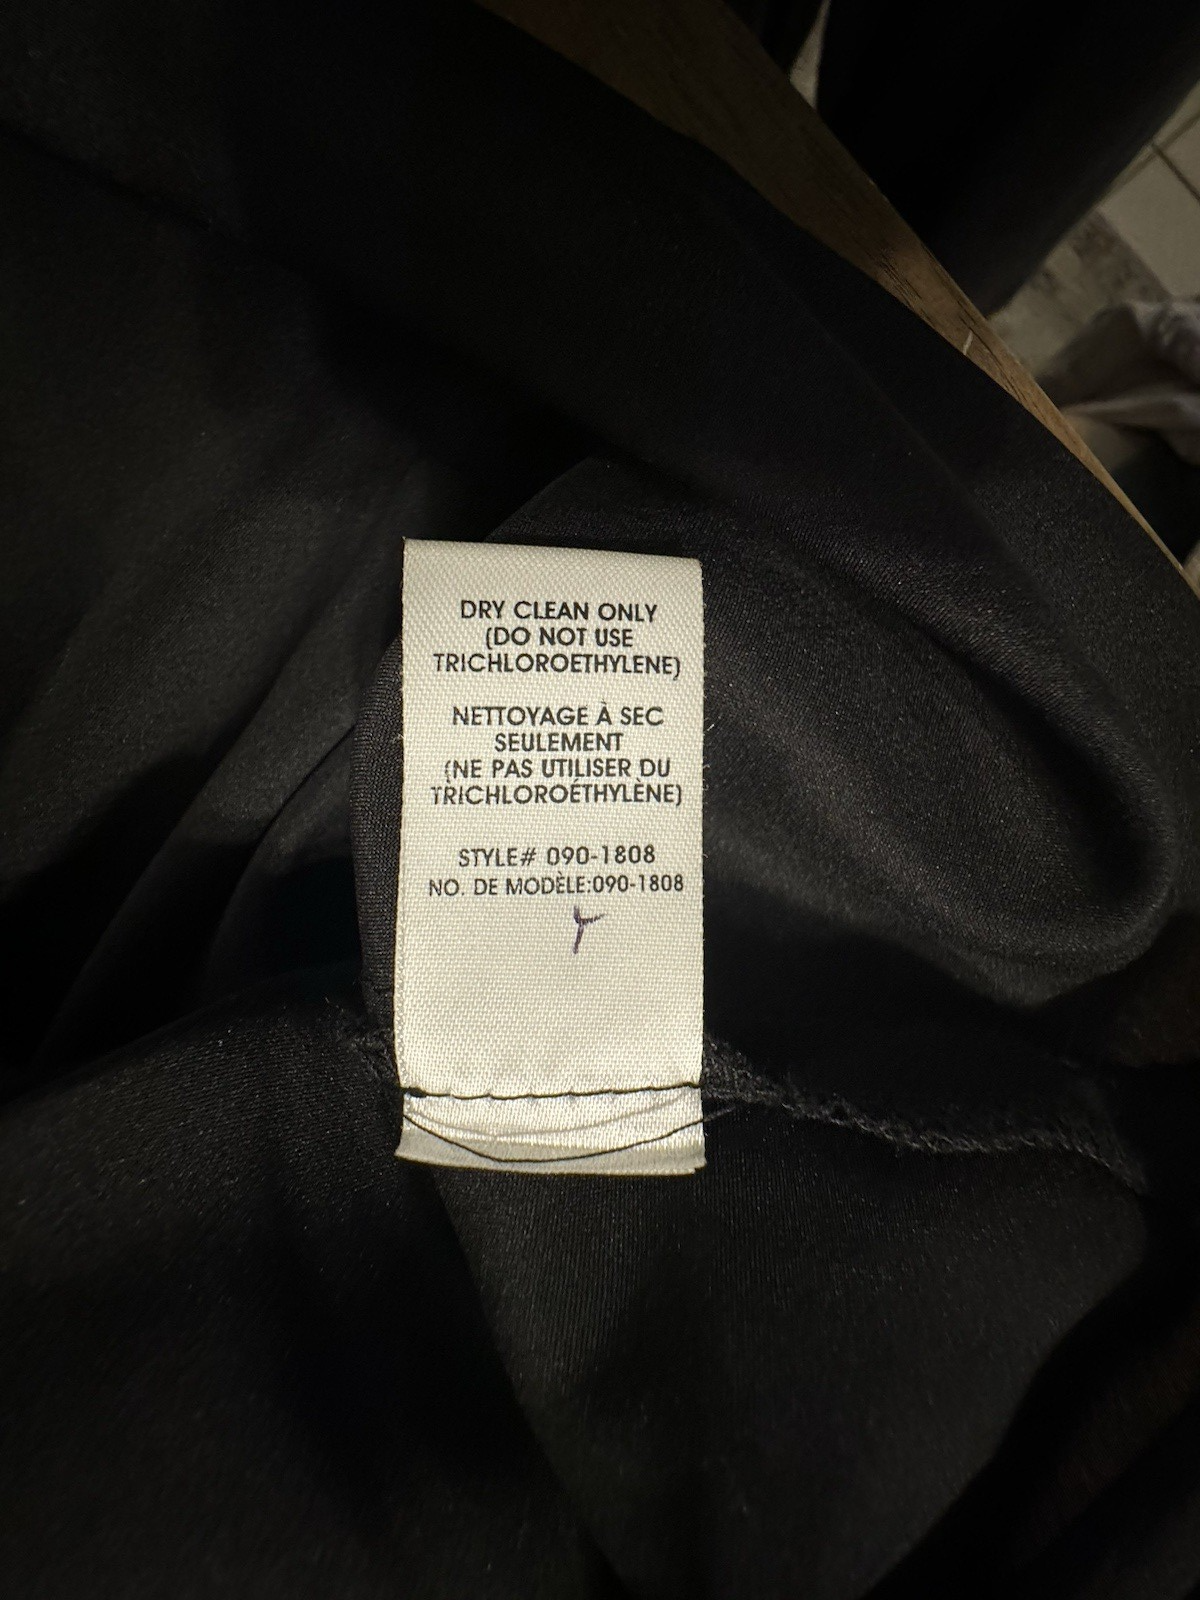 DRY CLEAN ONLY
(DO NOT USE
TRICHLOROETHYLENE)
NETTOYAGE À SEC
SEULEMENT
(NE PAS UTILISER DU
TRICHLOROÉTHYLÈNE)
STYLE# 090-1808
NO. DE MODÈLE:090-1808